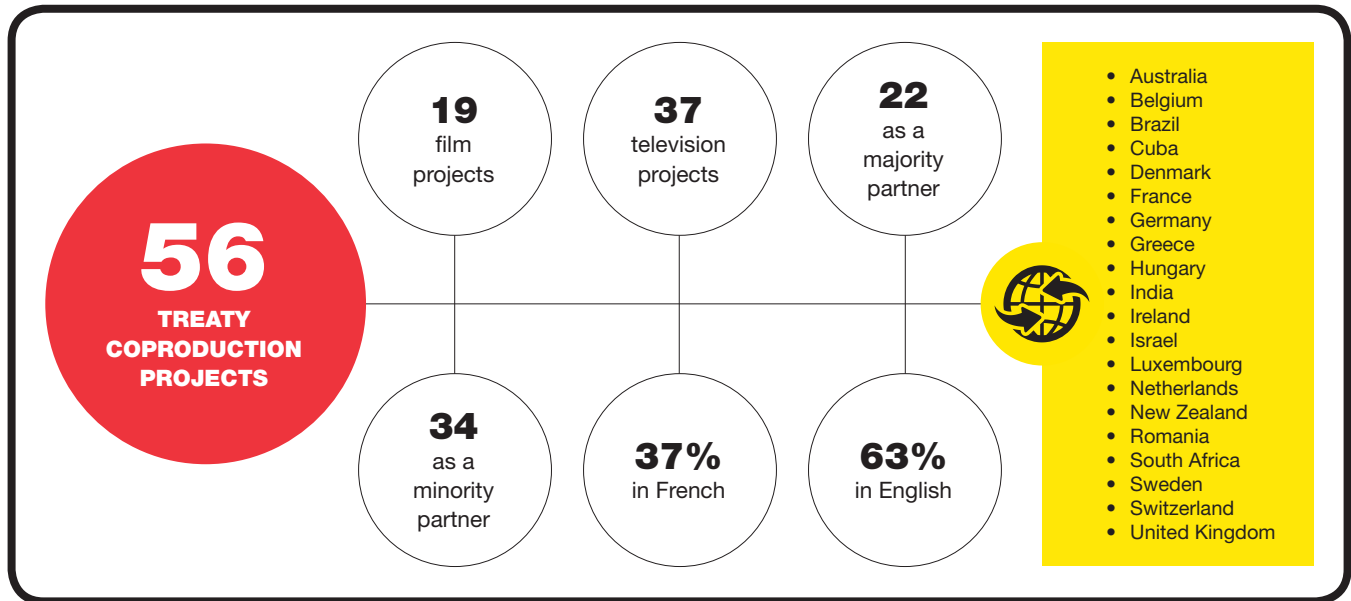 56
TREATY
COPRODUCTION
PROJECTS
19
film
projects
37
television
projects
22
as a
majority
partner
34
as a
minority
partner
37%
in French
63%
in English
• Australia
• Belgium
• Brazil
• Cuba
• Denmark
• France
• Germany
• Greece
• Hungary
• India
• Ireland
• Israel
• Luxembourg
• Netherlands
• New Zealand
• Romania
• South Africa
• Sweden
• Switzerland
• United Kingdom